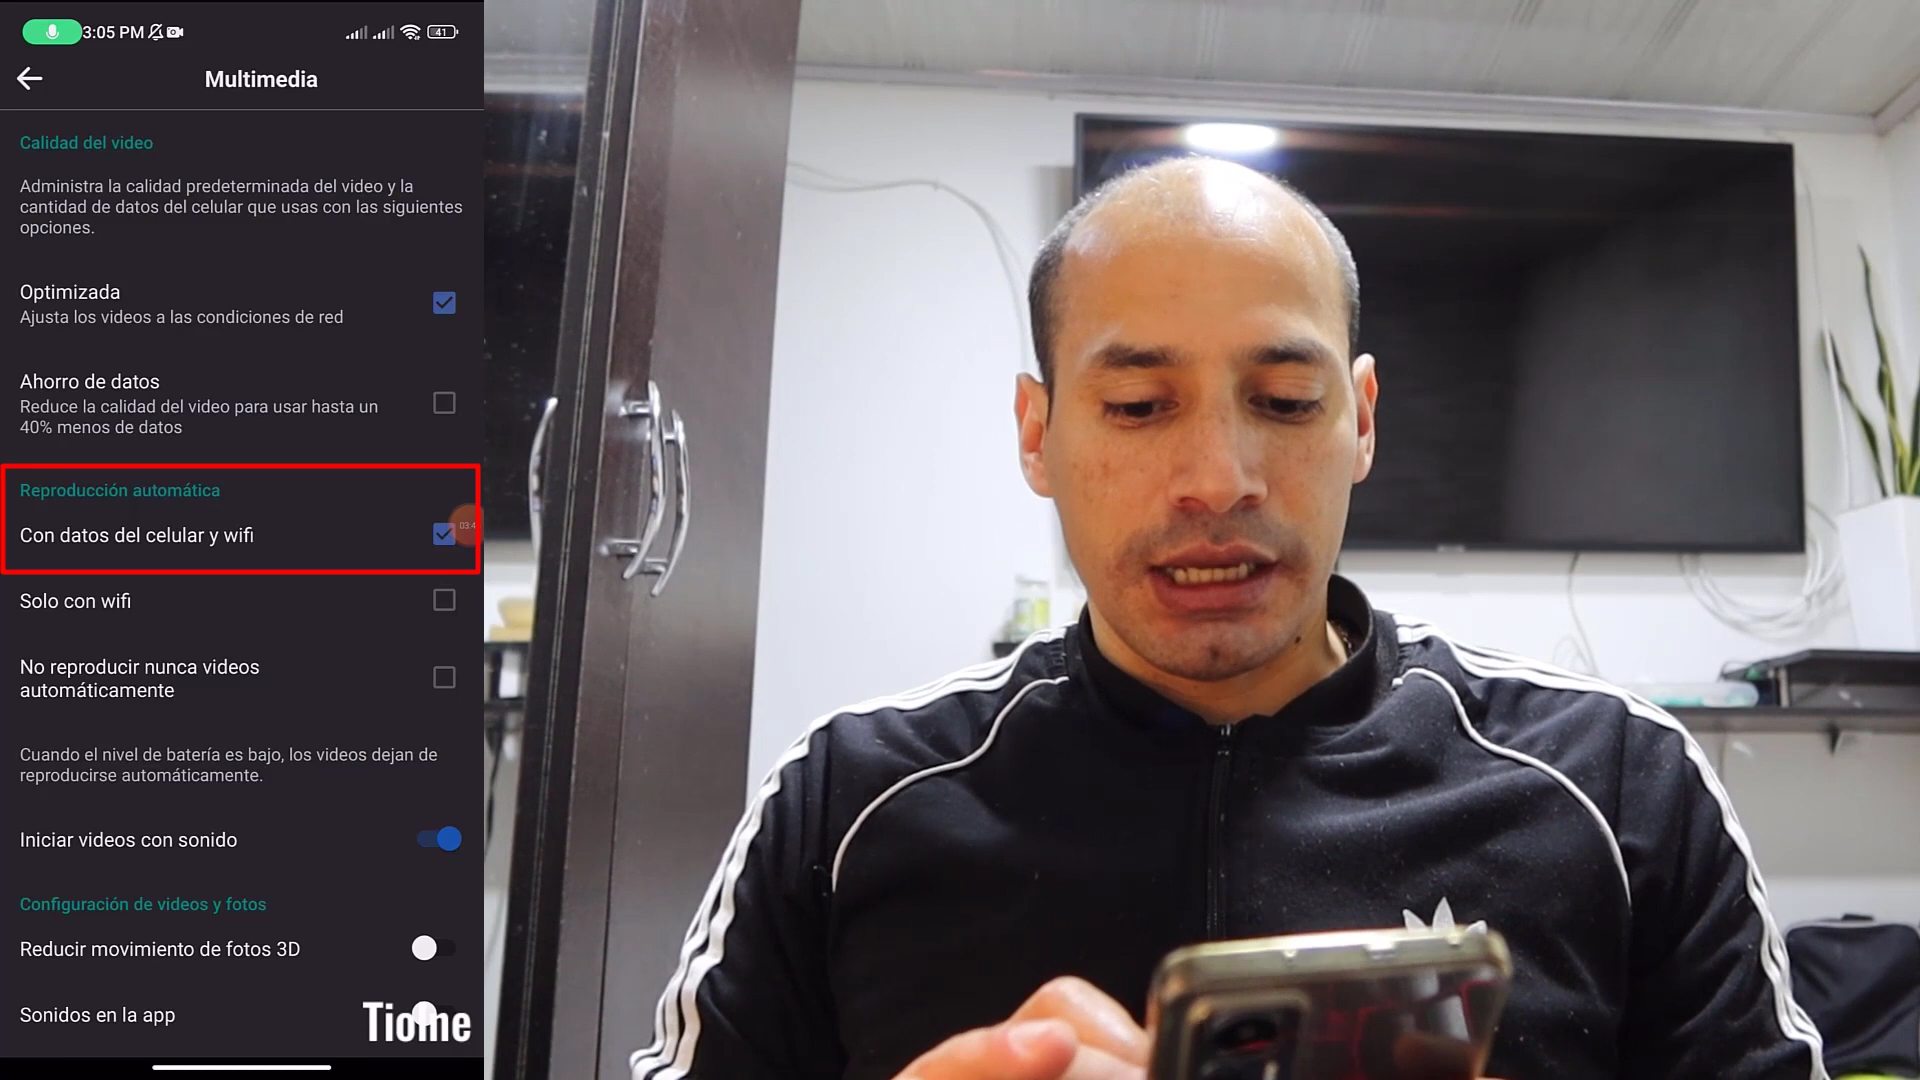 3:05 PM
41
Multimedia
Calidad del video
Administra la calidad predeterminada del video y la
cantidad de datos del celular que usas con las siguientes
opciones.
Optimizada
Ajusta los videos a las condiciones de red
Ahorro de datos
Reduce la calidad del video para usar hasta un
40% menos de datos
Reproducción automática
03:4
Con datos del celular y wifi
Solo con wifi
No reproducir nunca videos
automáticamente
Cuando el nivel de batería es bajo, los videos dejan de
reproducirse automáticamente.
Iniciar videos con sonido
Configuración de videos y fotos
Reducir movimiento de fotos 3D
Sonidos en la app
Tiome